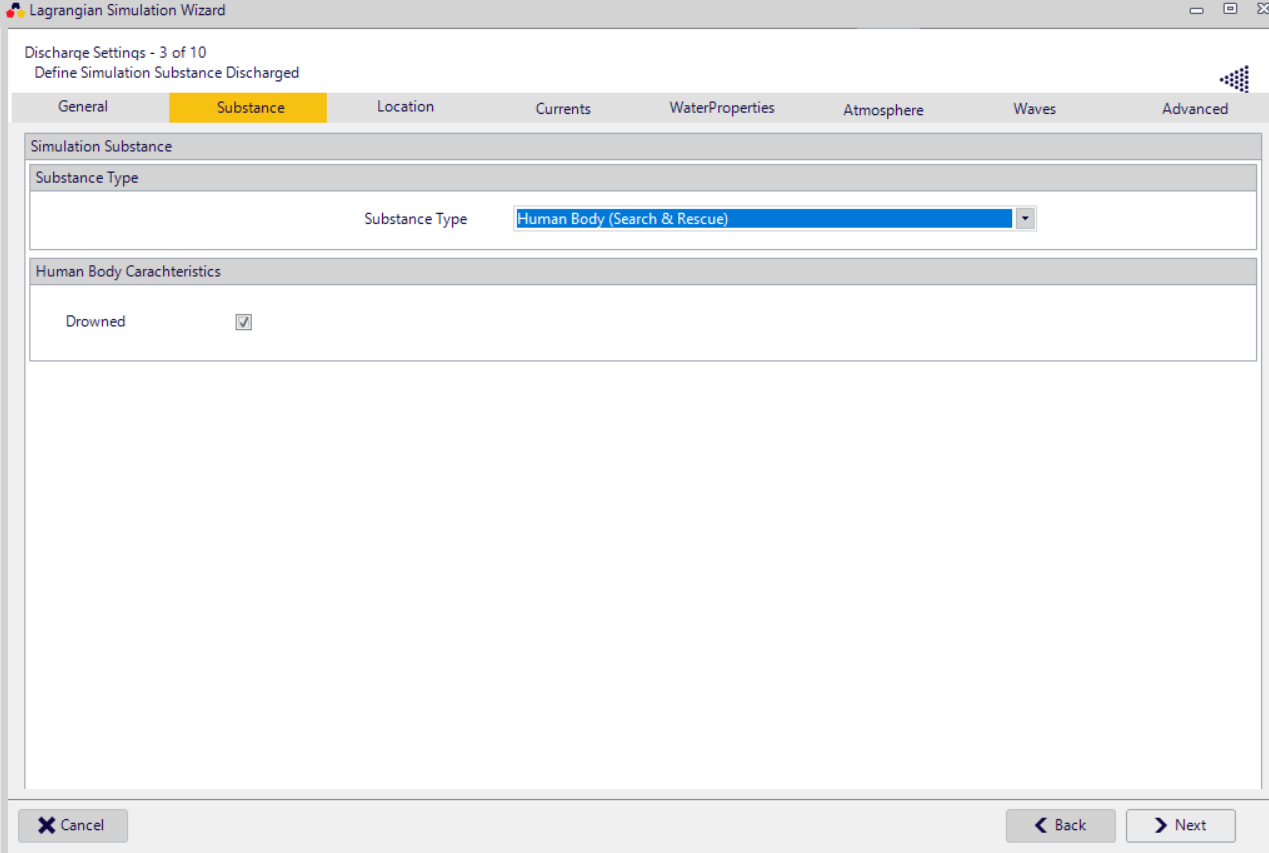 Lagrangian Simulation Wizard
Discharge Settings - 3 of 10
Define Simulation Substance Discharged
General Substance Location Currents WaterProperties Atmosphere Waves Advanced
Simulation Substance
Substance Type
Substance Type Human Body (Search & Rescue)
Human Body Carachteristics
Drowned
Cancel Back Next